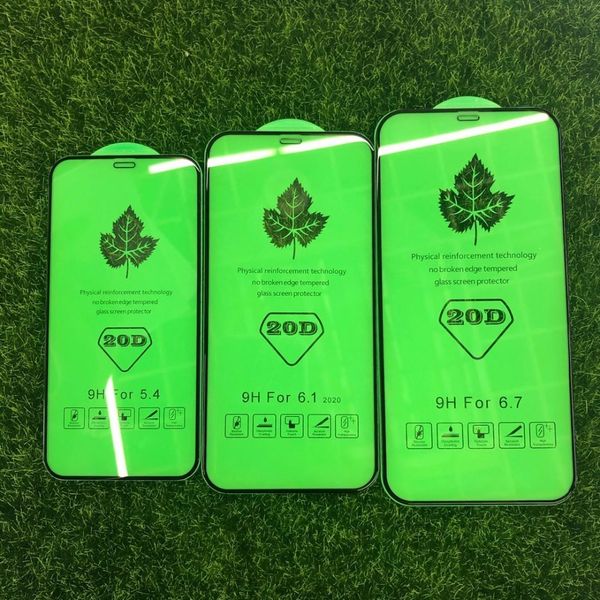 Physical reinforcement technology
no broken edge tempered
glass screen protector
20D
9H For 5.4
Physical reinforcement technology
no broken edge tempered
glass screen protector
20D
9H For 6.1 2020
Physical reinforcement technology
no broken edge tempered
glass screen protector
20D
9H For 6.7